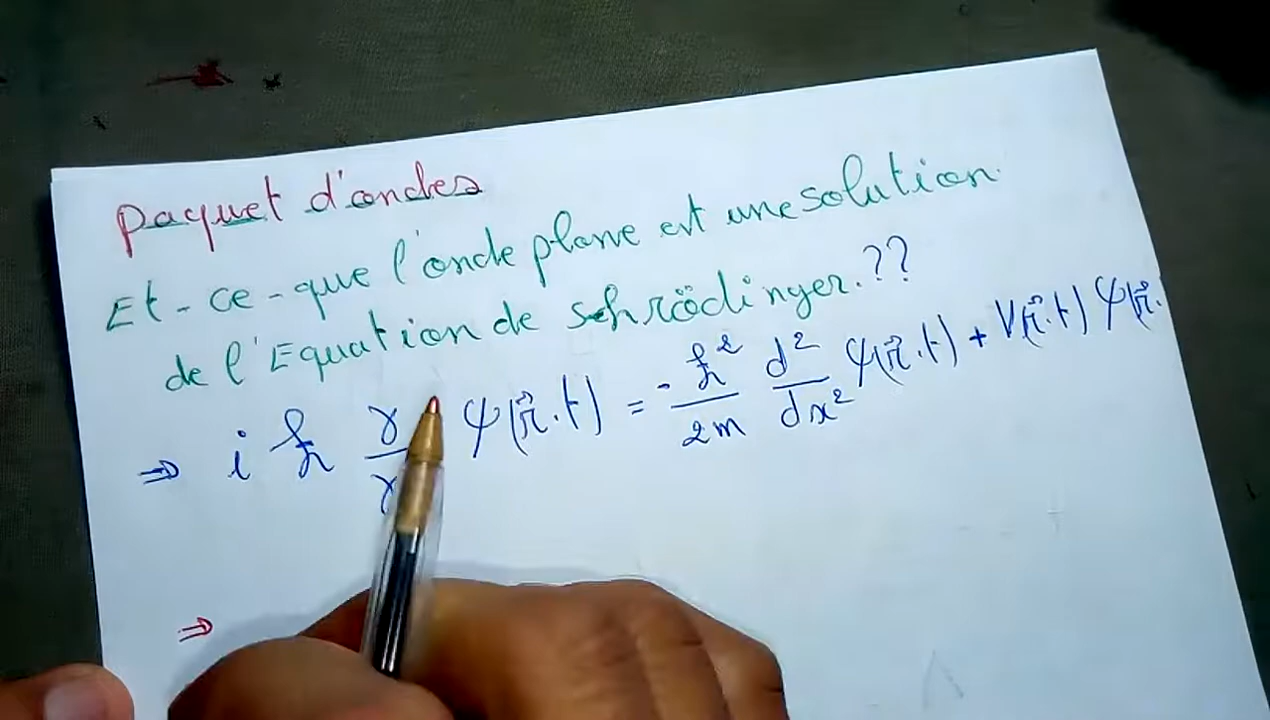 Paquet d'ondes
Et-ce-que l'onde plane est une solution
de l'Equation de schrödinger.??
⇒ i ħ γ/γ ψ(r⃗.t) = - ħ²/2m d²/dx² ψ(r⃗.t) + V(r⃗.t) ψ(r⃗.
⇒